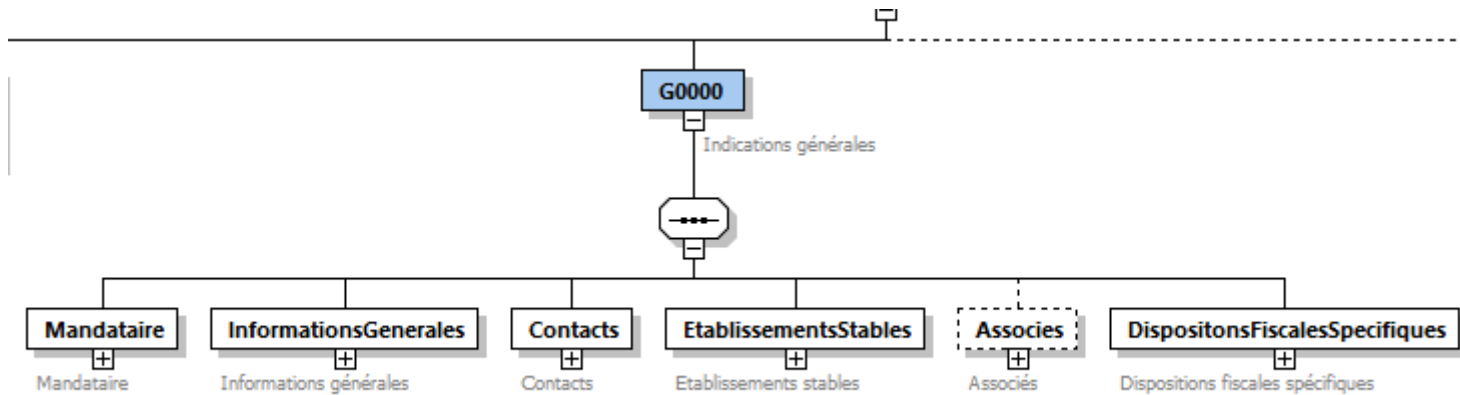 G0000
Indications générales
Mandataire
InformationsGenerales
Contacts
EtablissementsStables
Associes
DispositonsFiscalesSpecifiques
Mandataire
Informations générales
Contacts
Etablissements stables
Associés
Dispositions fiscales spécifiques